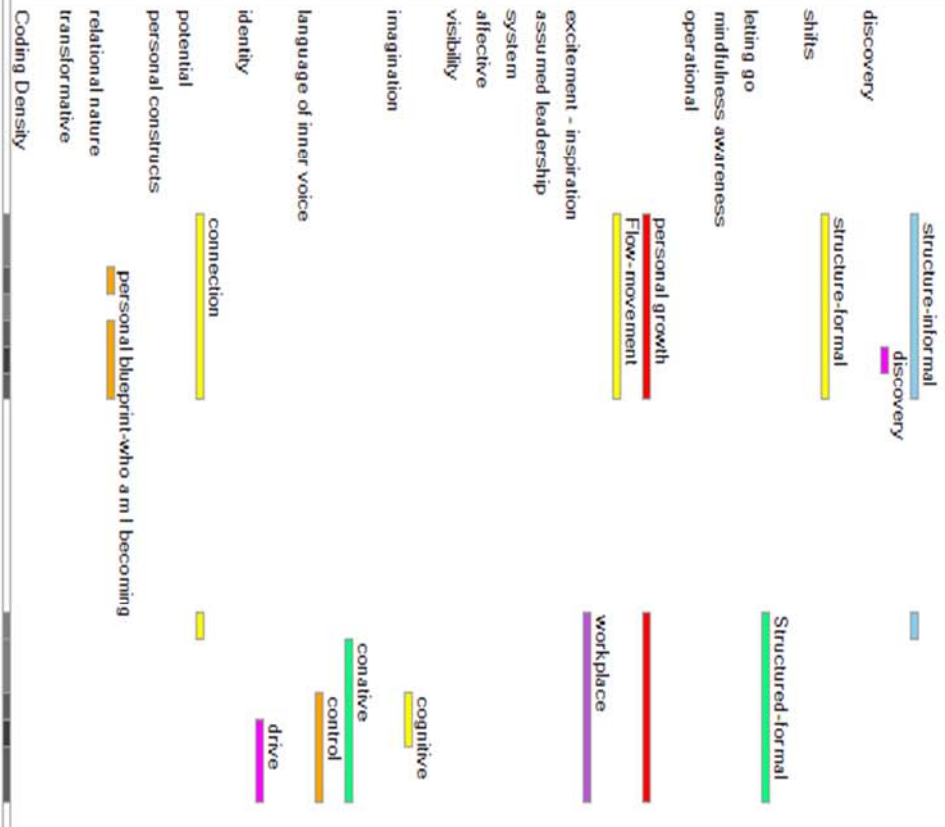 structure-informal
discovery
discovery
structure-formal
shifts
Structured-formal
letting go
mindfulness awareness
operational
personal growth
Flow-movement
workplace
excitement - inspiration
assumed leadership
system
affective
visibility
cognitive
imagination
conative
control
language of inner voice
drive
identity
connection
potential
personal constructs
personal blueprint-who am I becoming
relational nature
transformative
Coding Density